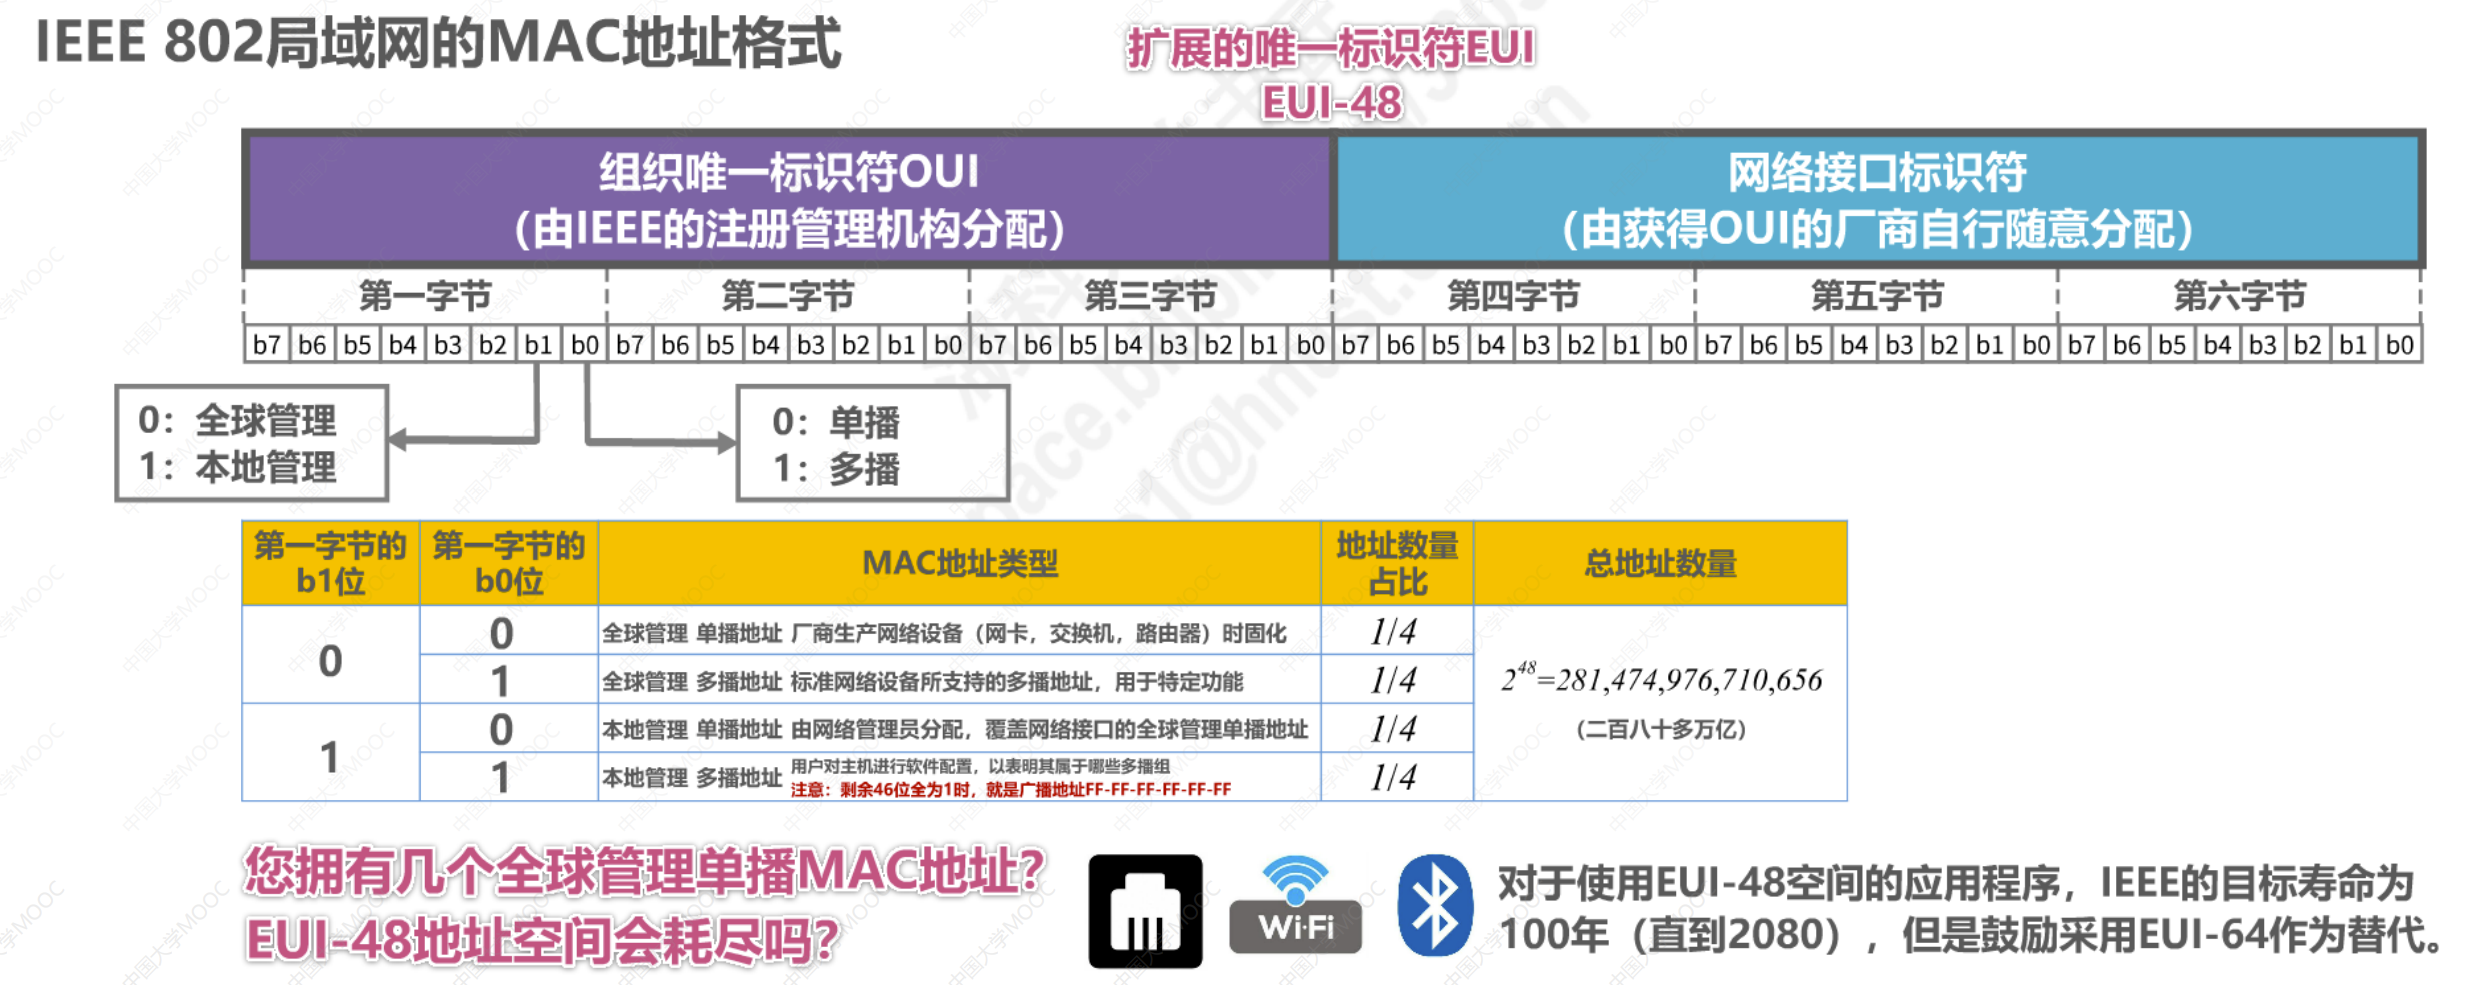 IEEE 802局域网的MAC地址格式
扩展的唯一标识符EUI
EUI-48
组织唯一标识符OUI
（由IEEE的注册管理机构分配）
网络接口标识符
（由获得OUI的厂商自行随意分配）
第一字节 第二字节 第三字节 第四字节 第五字节 第六字节
b7 b6 b5 b4 b3 b2 b1 b0 b7 b6 b5 b4 b3 b2 b1 b0 b7 b6 b5 b4 b3 b2 b1 b0 b7 b6 b5 b4 b3 b2 b1 b0 b7 b6 b5 b4 b3 b2 b1 b0 b7 b6 b5 b4 b3 b2 b1 b0
0：全球管理
1：本地管理
0：单播
1：多播
第一字节的
b1位
第一字节的
b0位
MAC地址类型
地址数量
占比
总地址数量
0
0 全球管理 单播地址 厂商生产网络设备（网卡，交换机，路由器）时固化 1/4
1 全球管理 多播地址 标准网络设备所支持的多播地址，用于特定功能 1/4
1
0 本地管理 单播地址 由网络管理员分配，覆盖网络接口的全球管理单播地址 1/4
1 本地管理 多播地址 用户对主机进行软件配置，以表明其属于哪些多播组
注意：剩余46位全为1时，就是广播地址FF-FF-FF-FF-FF-FF
1/4
2^48=281,474,976,710,656
（二百八十多万亿）
您拥有几个全球管理单播MAC地址？
EUI-48地址空间会耗尽吗？
Wi-Fi
对于使用EUI-48空间的应用程序，IEEE的目标寿命为
100年（直到2080），但是鼓励采用EUI-64作为替代。
中国大学MOOC